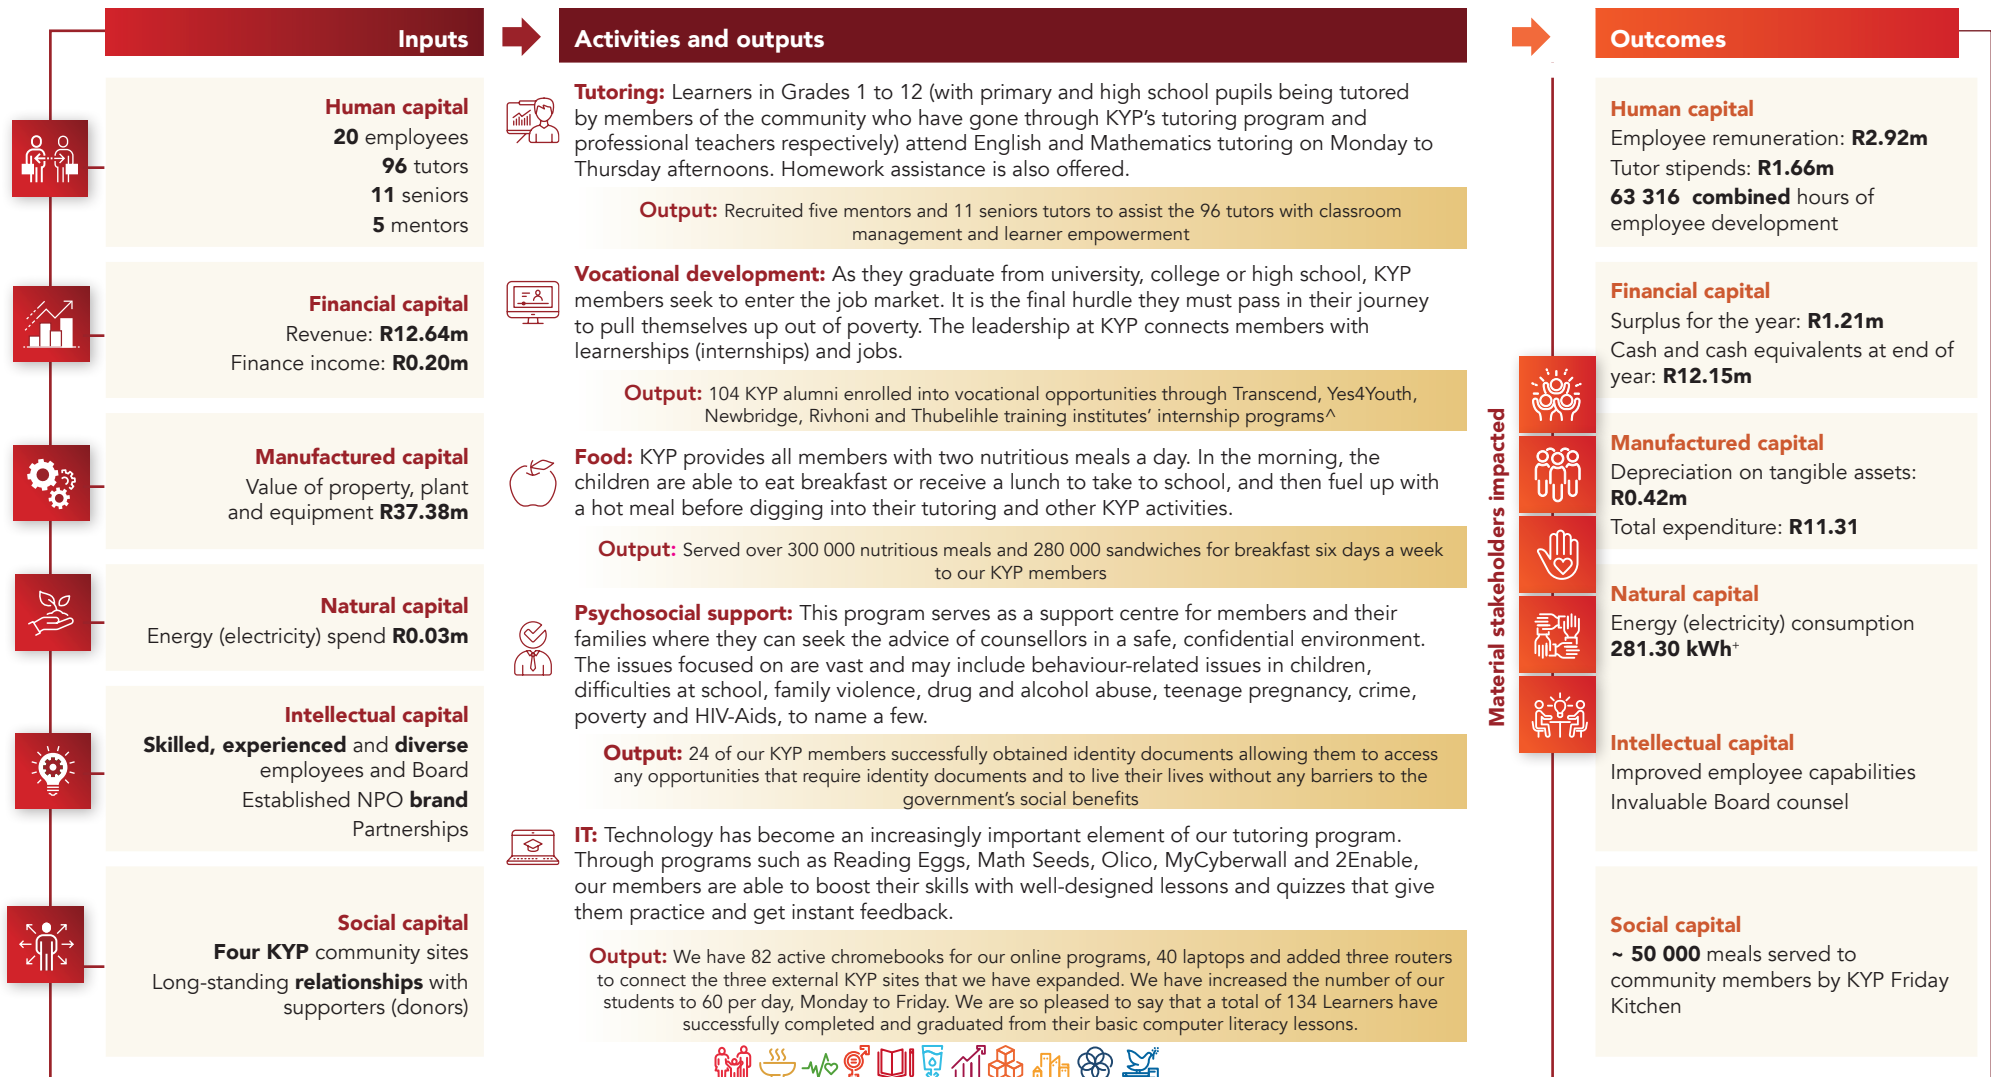 Inputs
Human capital
20 employees
96 tutors
11 seniors
5 mentors
Financial capital
Revenue: R12.64m
Finance income: R0.20m
Manufactured capital
Value of property, plant
and equipment R37.38m
Natural capital
Energy (electricity) spend R0.03m
Intellectual capital
Skilled, experienced and diverse
employees and Board
Established NPO brand
Partnerships
Social capital
Four KYP community sites
Long-standing relationships with
supporters (donors)
Activities and outputs
Tutoring: Learners in Grades 1 to 12 (with primary and high school pupils being tutored
by members of the community who have gone through KYP's tutoring program and
professional teachers respectively) attend English and Mathematics tutoring on Monday to
Thursday afternoons. Homework assistance is also offered.
Output: Recruited five mentors and 11 seniors tutors to assist the 96 tutors with classroom
management and learner empowerment
Vocational development: As they graduate from university, college or high school, KYP
members seek to enter the job market. It is the final hurdle they must pass in their journey
to pull themselves up out of poverty. The leadership at KYP connects members with
learnerships (internships) and jobs.
Output: 104 KYP alumni enrolled into vocational opportunities through Transcend, Yes4Youth,
Newbridge, Rivhoni and Thubelihle training institutes' internship programs^
Food: KYP provides all members with two nutritious meals a day. In the morning, the
children are able to eat breakfast or receive a lunch to take to school, and then fuel up with
a hot meal before digging into their tutoring and other KYP activities.
Output: Served over 300 000 nutritious meals and 280 000 sandwiches for breakfast six days a week
to our KYP members
Psychosocial support: This program serves as a support centre for members and their
families where they can seek the advice of counsellors in a safe, confidential environment.
The issues focused on are vast and may include behaviour-related issues in children,
difficulties at school, family violence, drug and alcohol abuse, teenage pregnancy, crime,
poverty and HIV-Aids, to name a few.
Output: 24 of our KYP members successfully obtained identity documents allowing them to access
any opportunities that require identity documents and to live their lives without any barriers to the
government's social benefits
IT: Technology has become an increasingly important element of our tutoring program.
Through programs such as Reading Eggs, Math Seeds, Olico, MyCyberwall and 2Enable,
our members are able to boost their skills with well-designed lessons and quizzes that give
them practice and get instant feedback.
Output: We have 82 active chromebooks for our online programs, 40 laptops and added three routers
to connect the three external KYP sites that we have expanded. We have increased the number of our
students to 60 per day, Monday to Friday. We are so pleased to say that a total of 134 Learners have
successfully completed and graduated from their basic computer literacy lessons.
Material stakeholders impacted
Outcomes
Human capital
Employee remuneration: R2.92m
Tutor stipends: R1.66m
63 316 combined hours of
employee development
Financial capital
Surplus for the year: R1.21m
Cash and cash equivalents at end of
year: R12.15m
Manufactured capital
Depreciation on tangible assets:
R0.42m
Total expenditure: R11.31
Natural capital
Energy (electricity) consumption
281.30 kWh+
Intellectual capital
Improved employee capabilities
Invaluable Board counsel
Social capital
~ 50 000 meals served to
community members by KYP Friday
Kitchen